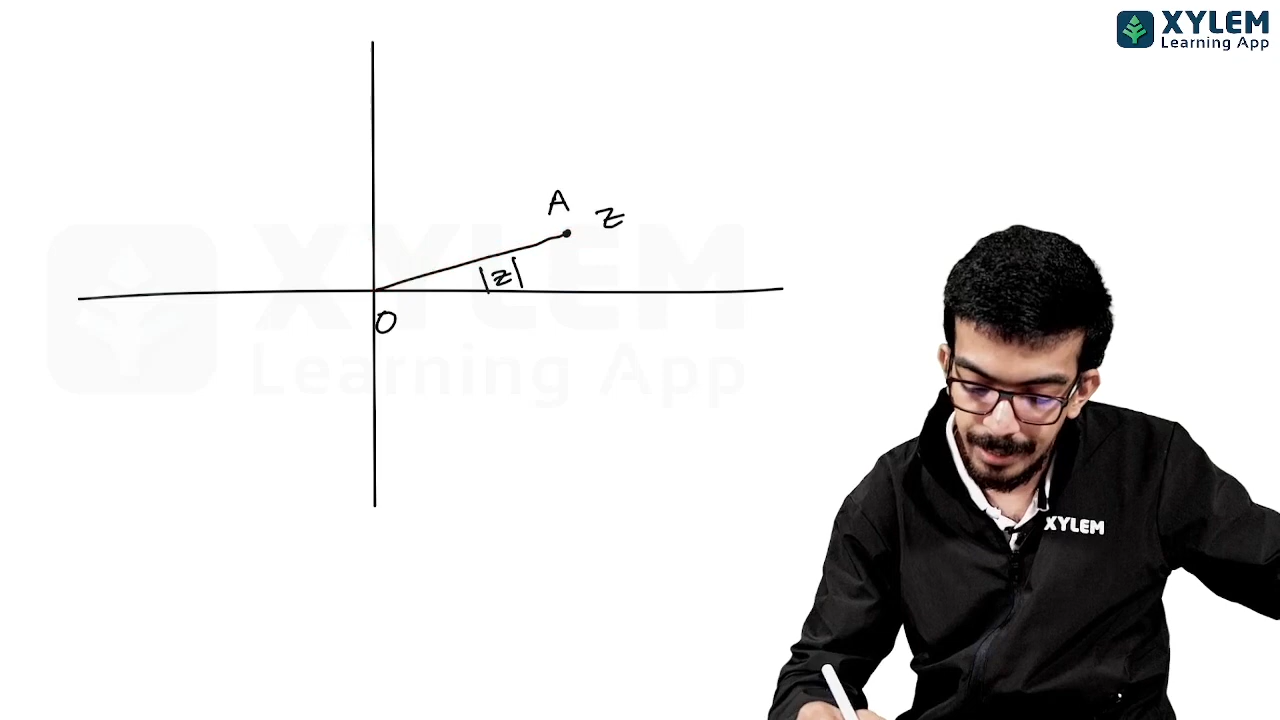 XYLEM
Learning App
A
z
|z|
O
XYLEM
Learning App
XYLEM